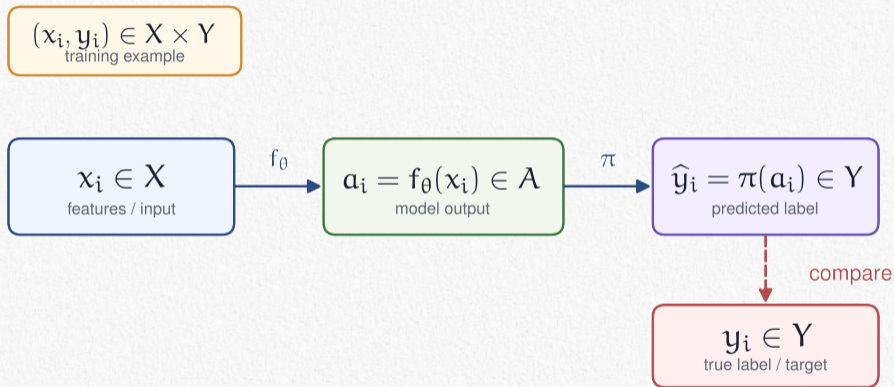 (xᵢ, yᵢ) ∈ X × Y
training example
xᵢ ∈ X
features / input
f_θ
aᵢ = f_θ(xᵢ) ∈ A
model output
π
ŷᵢ = π(aᵢ) ∈ Y
predicted label
compare
yᵢ ∈ Y
true label / target